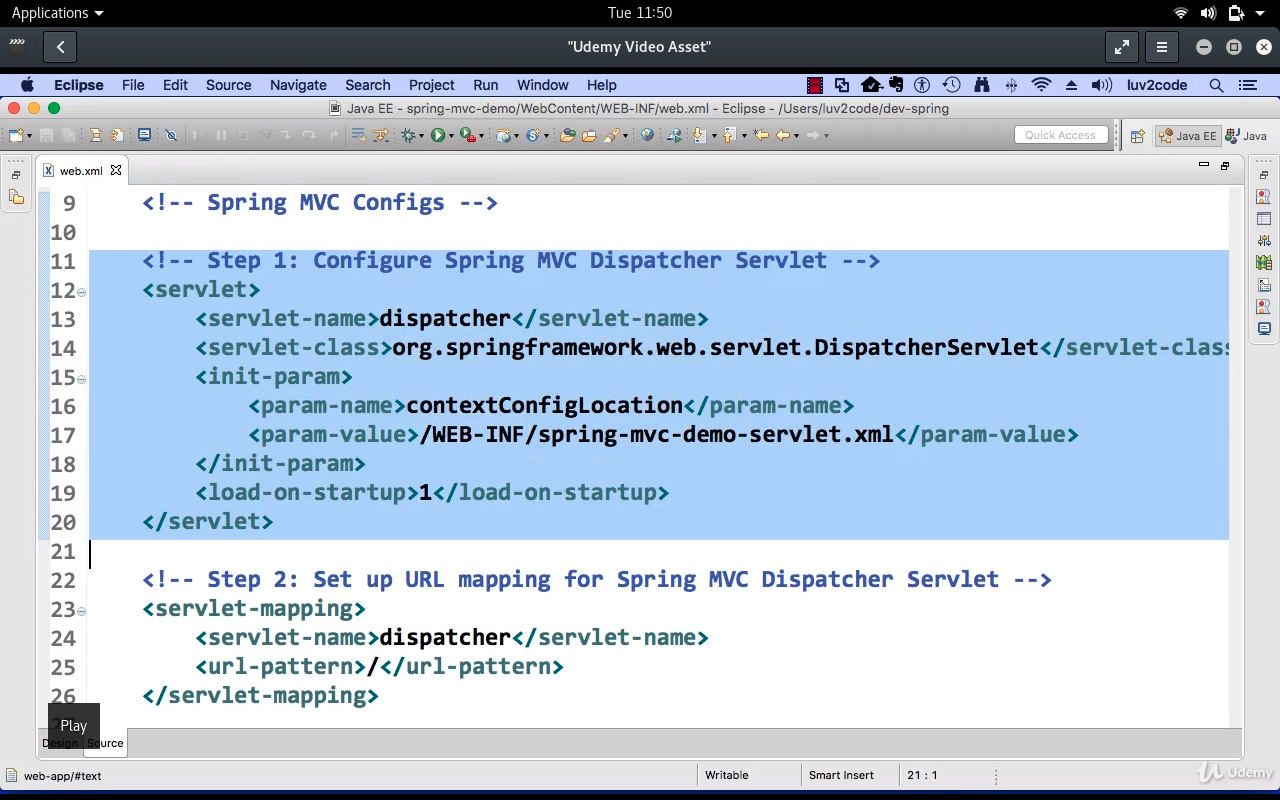 Applications
Tue 11:50
"Udemy Video Asset"
Eclipse File Edit Source Navigate Search Project Run Window Help luv2code
Java EE - spring-mvc-demo/WebContent/WEB-INF/web.xml - Eclipse - /Users/luv2code/dev-spring
Quick Access Java EE Java
web.xml
9 <!-- Spring MVC Configs -->
10
11 <!-- Step 1: Configure Spring MVC Dispatcher Servlet -->
12 <servlet>
13 <servlet-name>dispatcher</servlet-name>
14 <servlet-class>org.springframework.web.servlet.DispatcherServlet</servlet-class
15 <init-param>
16 <param-name>contextConfigLocation</param-name>
17 <param-value>/WEB-INF/spring-mvc-demo-servlet.xml</param-value>
18 </init-param>
19 <load-on-startup>1</load-on-startup>
20 </servlet>
21
22 <!-- Step 2: Set up URL mapping for Spring MVC Dispatcher Servlet -->
23 <servlet-mapping>
24 <servlet-name>dispatcher</servlet-name>
25 <url-pattern>/</url-pattern>
26 </servlet-mapping>
Play
Design Source
web-app/#text Writable Smart Insert 21 : 1
Udemy